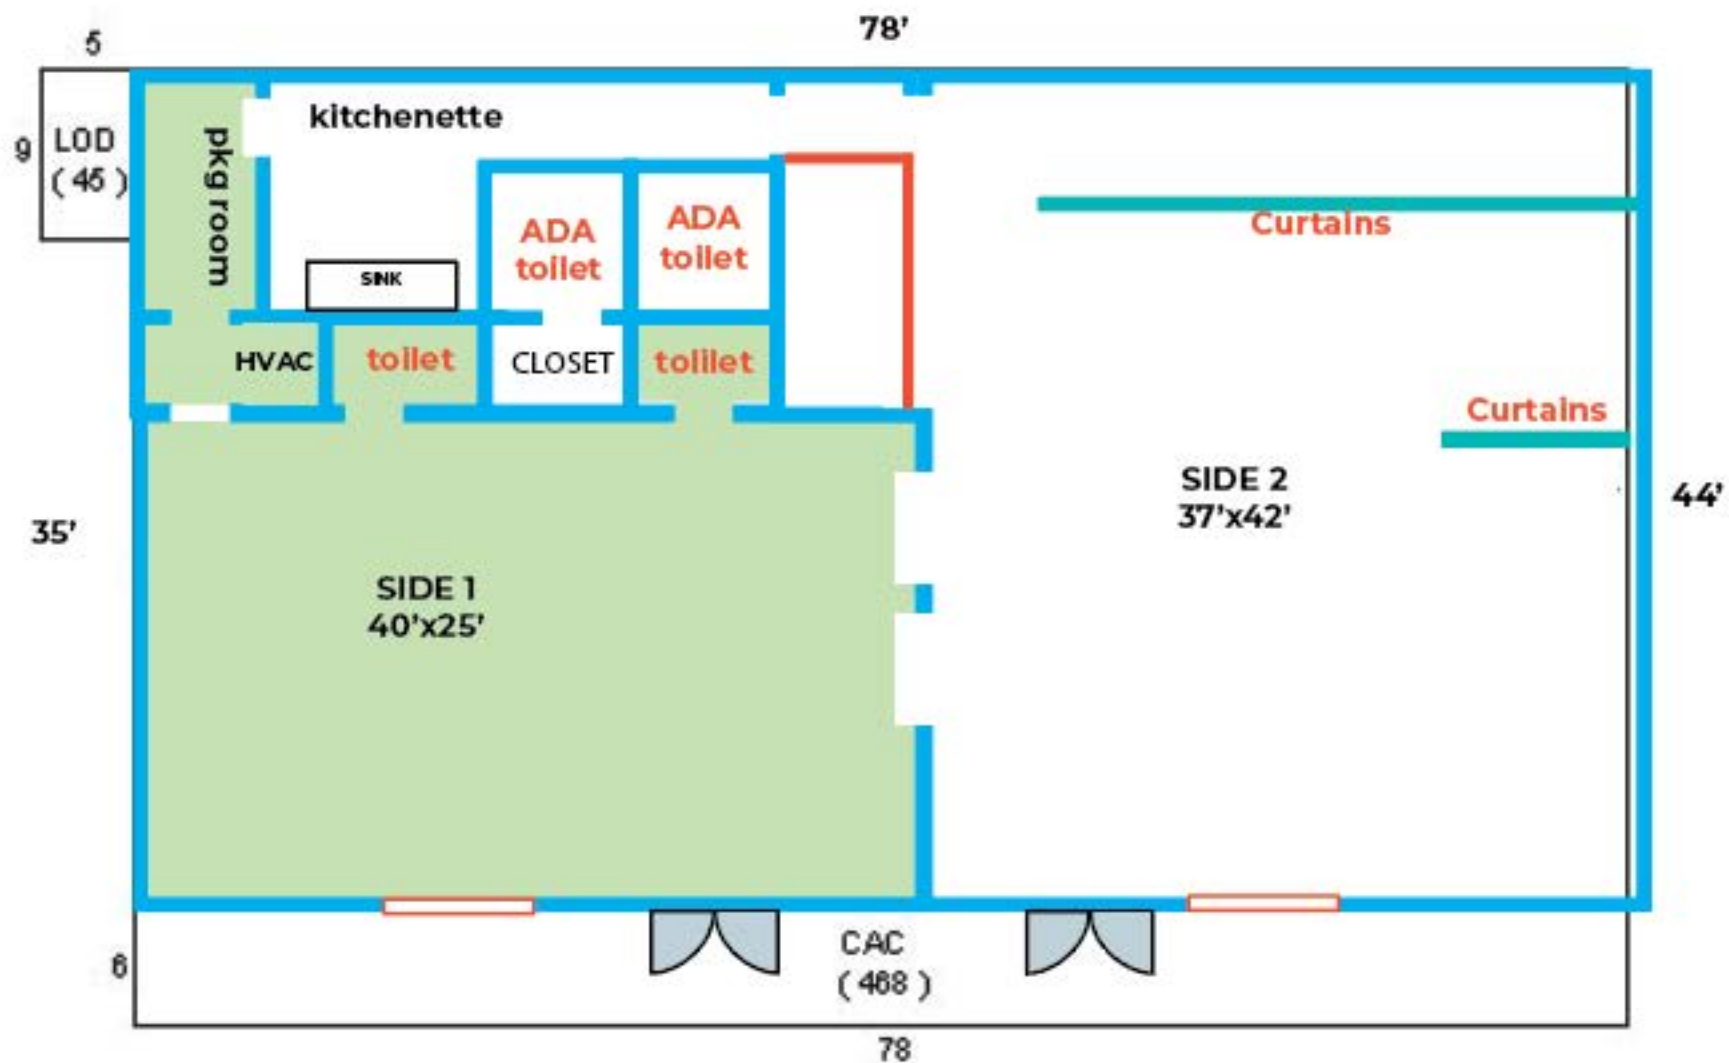 78'
5
9
LOD
( 45 )
pkg room
kitchenette
SINK
ADA
toilet
ADA
toilet
HVAC
toilet
CLOSET
tolilet
Curtains
Curtains
SIDE 2
37'x42'
44'
35'
SIDE 1
40'x25'
6
CAC
( 468 )
78